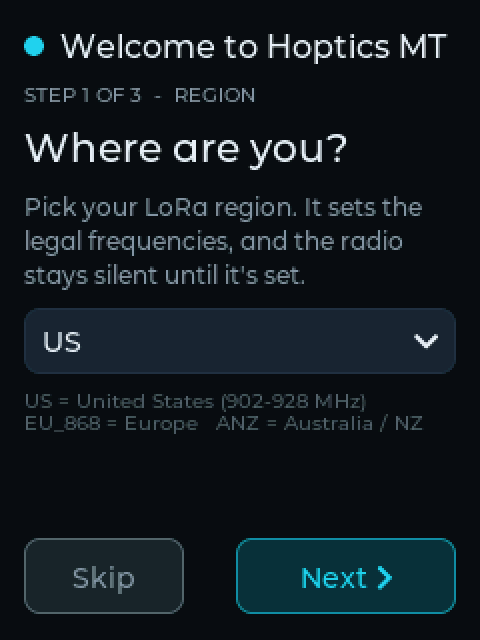 Welcome to Hoptics MT
STEP 1 OF 3 - REGION
Where are you?
Pick your LoRa region. It sets the
legal frequencies, and the radio
stays silent until it's set.
US
US = United States (902-928 MHz)
EU_868 = Europe   ANZ = Australia / NZ
Skip
Next